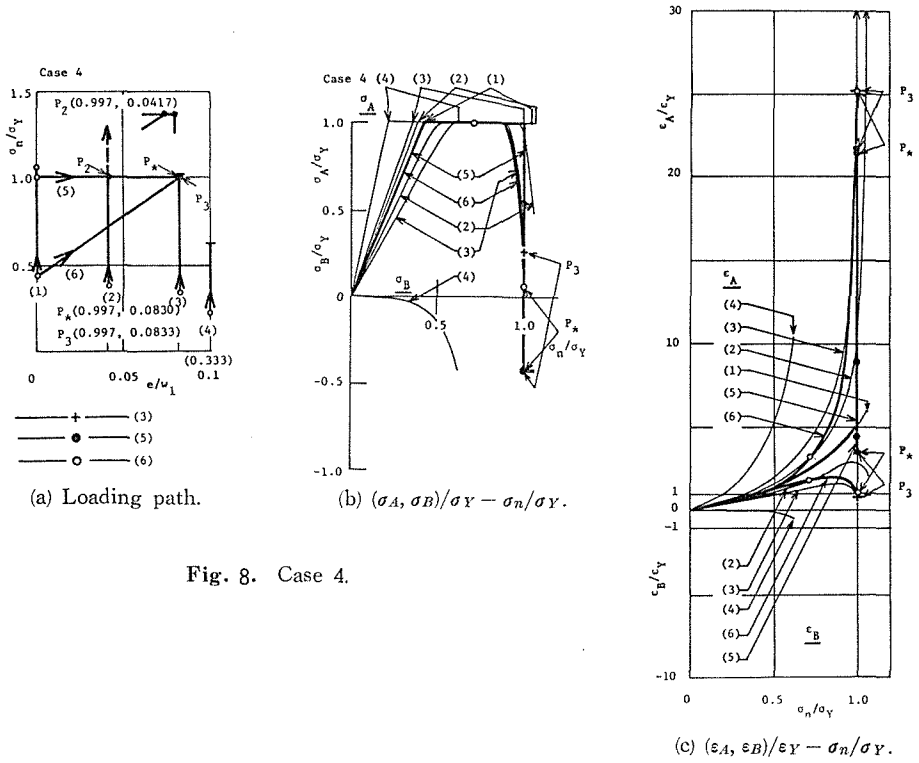 Case 4
σn/σY
1.5
P2(0.997, 0.0417)
P2
P*
1.0
(5)
P3
0.5
(6)
(1)
(2)
(3)
(4)
P*(0.997, 0.0830)
P3(0.997, 0.0833)
(0.333)
0
0.05
e/w1
0.1
(3)
(5)
(6)
(a) Loading path.
Case 4 (4) (3) (2) (1)
σA
σA/σY
1.0
0.5
(5)
(6)
(2)
(3)
σB/σY
P3
0
σB
(4)
0.5
1.0
P*
σn/σY
-0.5
-1.0
(b) (σA, σB)/σY − σn/σY.
30
εA/εY
P3
P*
20
εA
(4)
(3)
(2)
(1)
(5)
(6)
10
P*
P3
1
0
-1
εB/εY
(2)
(3)
(4)
(6)
(5)
εB
-10
0
0.5
1.0
σn/σY
(c) (εA, εB)/εY − σn/σY.
Fig. 8. Case 4.